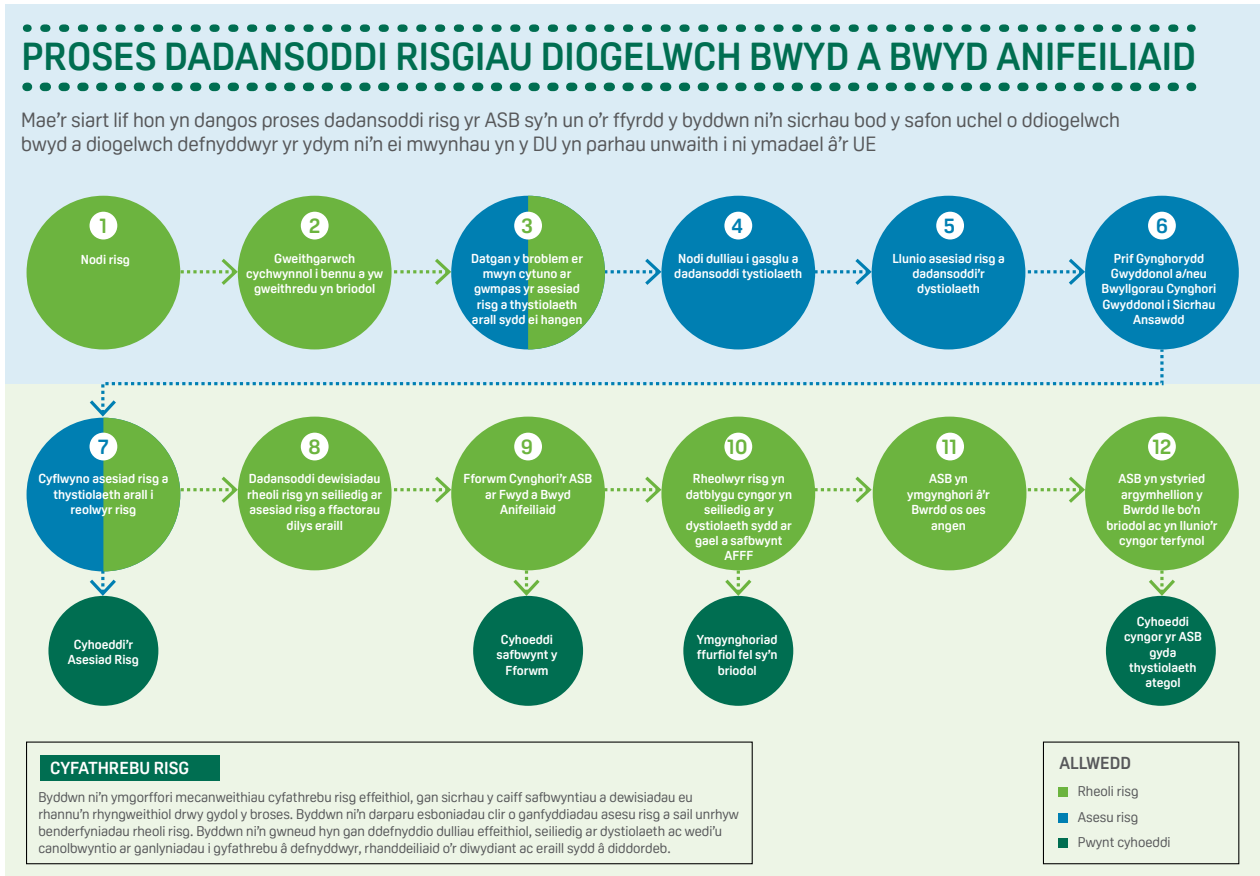 PROSES DADANSODDI RISGIAU DIOGELWCH BWYD A BWYD ANIFEILIAID
Mae'r siart lif hon yn dangos proses dadansoddi risg yr ASB sy'n un o'r ffyrdd y byddwn ni'n sicrhau bod y safon uchel o ddiogelwch
bwyd a diogelwch defnyddwyr yr ydym ni'n ei mwynhau yn y DU yn parhau unwaith i ni ymadael â'r UE
1
Nodi risg
2
Gweithgarwch
cychwynnol i bennu a yw
gweithredu yn briodol
3
Datgan y broblem er
mwyn cytuno ar
gwmpas yr asesiad
risg a thystiolaeth
arall sydd ei hangen
4
Nodi dulliau i gasglu a
dadansoddi tystiolaeth
5
Llunio asesiad risg a
dadansoddi'r
dystiolaeth
6
Prif Gynghorydd
Gwyddonol a/neu
Bwyllgorau Cynghori
Gwyddonol i Sicrhau
Ansawdd
7
Cyflwyno asesiad risg a
thystiolaeth arall i
reolwyr risg
8
Dadansoddi dewisiadau
rheoli risg yn seiliedig ar
asesiad risg a ffactorau
dilys eraill
9
Fforwm Cynghori'r ASB
ar Fwyd a Bwyd
Anifeiliaid
10
Rheolwyr risg yn
datblygu cyngor yn
seiliedig ar y
dystiolaeth sydd ar
gael a safbwynt
AFFF
11
ASB yn
ymgynghori â'r
Bwrdd os oes
angen
12
ASB yn ystyried
argymhellion y
Bwrdd lle bo'n
briodol ac yn llunio'r
cyngor terfynol
Cyhoeddi'r
Asesiad Risg
Cyhoeddi
safbwynt y
Fforwm
Ymgynghoriad
ffurfiol fel sy'n
briodol
Cyhoeddi
cyngor yr ASB
gyda
thystiolaeth
ategol
CYFATHREBU RISG
Byddwn ni'n ymgorffori mecanweithiau cyfathrebu risg effeithiol, gan sicrhau y caiff safbwyntiau a dewisiadau eu
rhannu'n rhyngweithiol drwy gydol y broses. Byddwn ni'n darparu esboniadau clir o ganfyddiadau asesu risg a sail unrhyw
benderfyniadau rheoli risg. Byddwn ni'n gwneud hyn gan ddefnyddio dulliau effeithiol, seiliedig ar dystiolaeth ac wedi'u
canolbwyntio ar ganlyniadau i gyfathrebu â defnyddwyr, rhanddeiliaid o'r diwydiant ac eraill sydd â diddordeb.
ALLWEDD
Rheoli risg
Asesu risg
Pwynt cyhoeddi